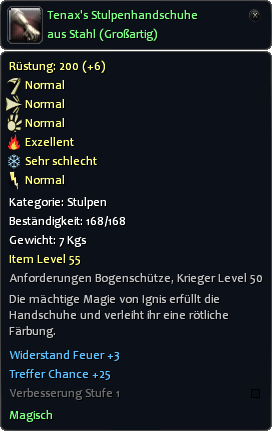 Tenax's Stulpenhandschuhe
aus Stahl (Großartig)
Rüstung: 200 (+6)
Normal
Normal
Normal
Exzellent
Sehr schlecht
Normal
Kategorie: Stulpen
Beständigkeit: 168/168
Gewicht: 7 Kgs
Item Level 55
Anforderungen Bogenschütze, Krieger Level 50
Die mächtige Magie von Ignis erfüllt die
Handschuhe und verleiht ihr eine rötliche
Färbung.
Widerstand Feuer +3
Treffer Chance +25
Verbesserung Stufe 1
Magisch